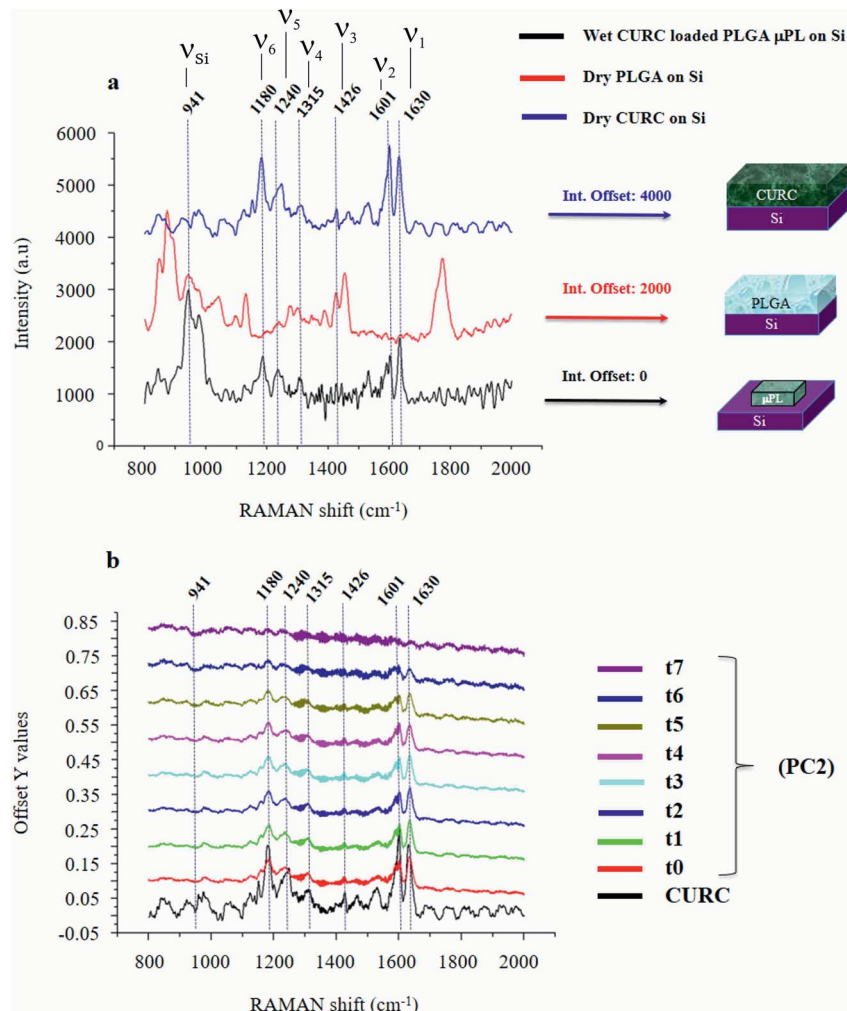 ν5
νSi
ν6
ν4
ν3
ν2
ν1
Wet CURC loaded PLGA µPL on Si
Dry PLGA on Si
Dry CURC on Si
a
941
1180
1240
1315
1426
1601
1630
6000
5000
4000
3000
2000
1000
0
Intensity (a.u)
800 1000 1200 1400 1600 1800 2000
RAMAN shift (cm-1)
Int. Offset: 4000
CURC
Si
Int. Offset: 2000
PLGA
Si
Int. Offset: 0
µPL
Si
b
941
1180
1240
1315
1426
1601
1630
0.85
0.75
0.65
0.55
0.45
0.35
0.25
0.15
0.05
-0.05
Offset Y values
800 1000 1200 1400 1600 1800 2000
RAMAN shift (cm-1)
t7
t6
t5
t4
t3
t2
t1
t0
CURC
(PC2)